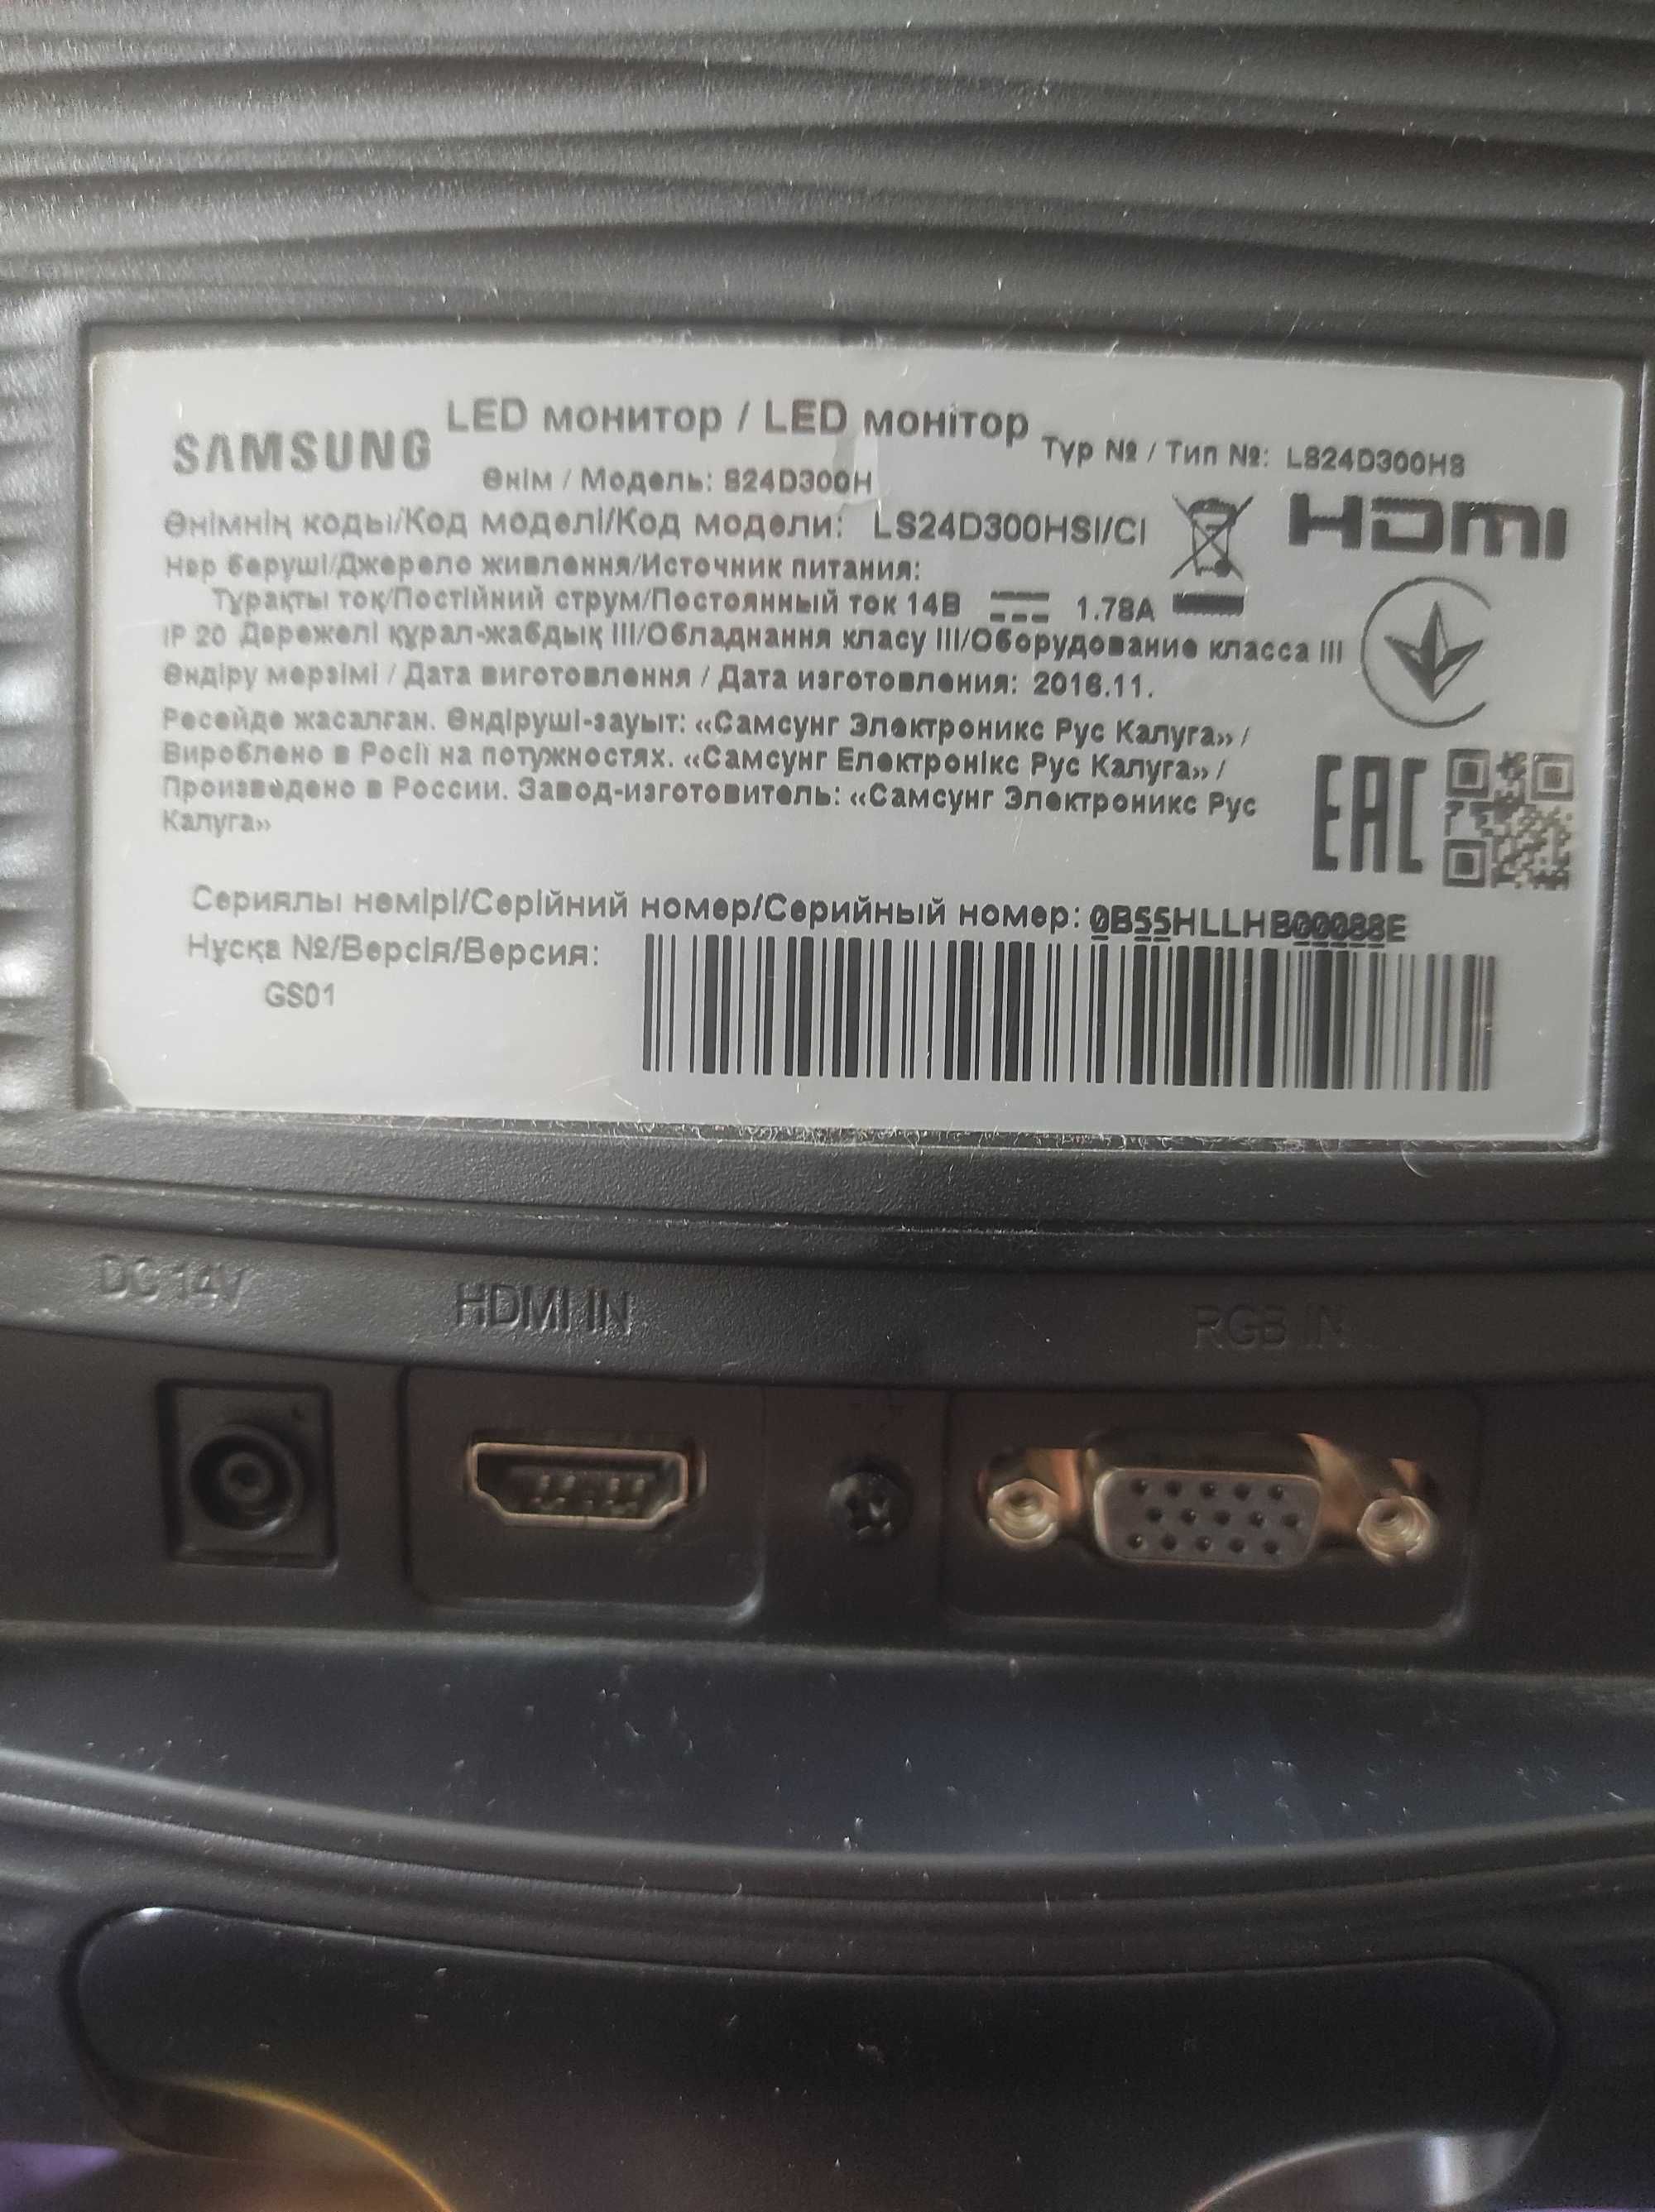 SAMSUNG
LED монитор / LED монітор
Өнім / Модель: S24D300H
Түр № / Тип №: LS24D300HS
Өнімнің коды/Код моделі/Код модели: LS24D300HSI/CI
HDMI
Нәр беруші/Джерело живлення/Источник питания:
Тұрақты ток/Постійний струм/Постоянный ток 14В 1.78A
IP 20 Дәрежелі құрал-жабдық III/Обладнання класу III/Оборудование класса III
Өндіру мерзімі / Дата виготовлення / Дата изготовления: 2016.11.
Ресейде жасалған. Өндіруші-зауыт: «Самсунг Электроникс Рус Калуга» /
Вироблено в Росії на потужностях. «Самсунг Електронікс Рус Калуга» /
Произведено в России. Завод-изготовитель: «Самсунг Электроникс Рус
Калуга»
EAC
Сериялы нөмірі/Серійний номер/Серийный номер: 0B55HLLHB00088E
Нұсқа №/Версія/Версия:
GS01
DC 14V
HDMI IN
RGB IN